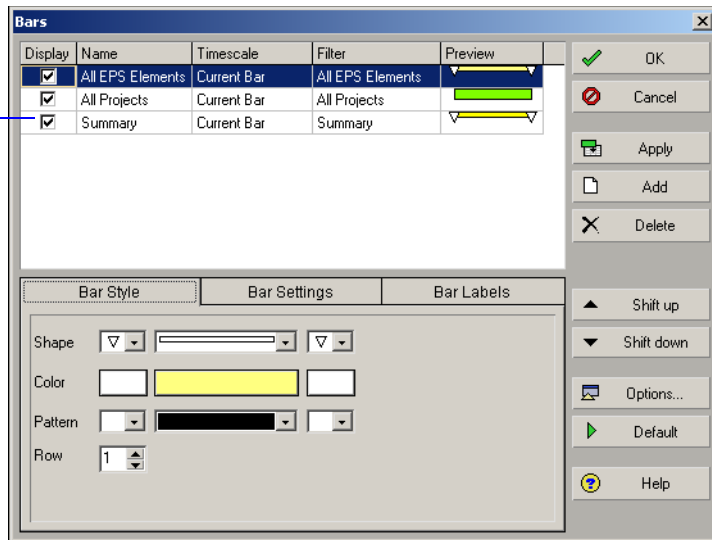 Bars
Display Name Timescale Filter Preview
All EPS Elements Current Bar All EPS Elements
All Projects Current Bar All Projects
Summary Current Bar Summary
OK
Cancel
Apply
Add
Delete
Shift up
Shift down
Options...
Default
Help
Bar Style Bar Settings Bar Labels
Shape
Color
Pattern
Row 1